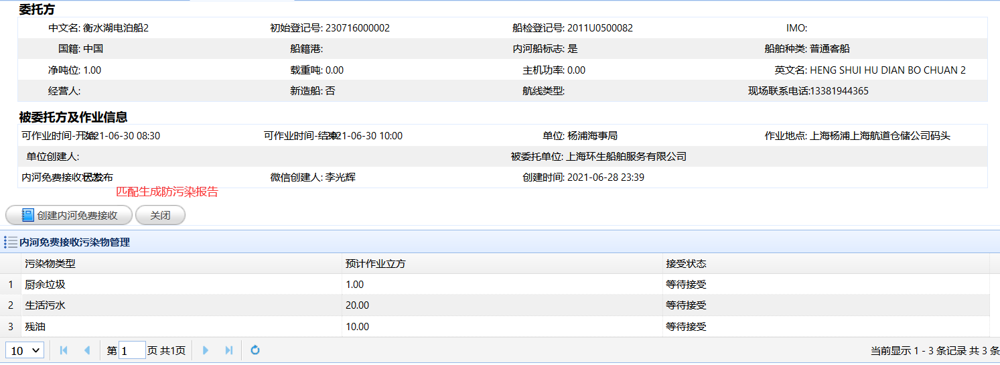 委托方
中文名: 衡水湖电泊船2 初始登记号: 230716000002 船检登记号: 2011U0500082 IMO:
国籍: 中国 船籍港: 内河船标志: 是 船舶种类: 普通客船
净吨位: 1.00 载重吨: 0.00 主机功率: 0.00 英文名: HENG SHUI HU DIAN BO CHUAN 2
经营人: 新造船: 否 航线类型: 现场联系电话:13381944365
被委托方及作业信息
可作业时间-开始: 2021-06-30 08:30 可作业时间-结束: 2021-06-30 10:00 单位: 杨浦海事局 作业地点: 上海杨浦上海航道仓储公司码头
单位创建人: 被委托单位: 上海环生船舶服务有限公司
内河免费接收状态: 已发布 微信创建人: 李光辉 创建时间: 2021-06-28 23:39
匹配生成防污染报告
创建内河免费接收 关闭
内河免费接收污染物管理
污染物类型 预计作业立方 接受状态
1 厨余垃圾 1.00 等待接受
2 生活污水 20.00 等待接受
3 残油 10.00 等待接受
10 第 1 页 共1页 当前显示 1 - 3 条记录 共 3 条